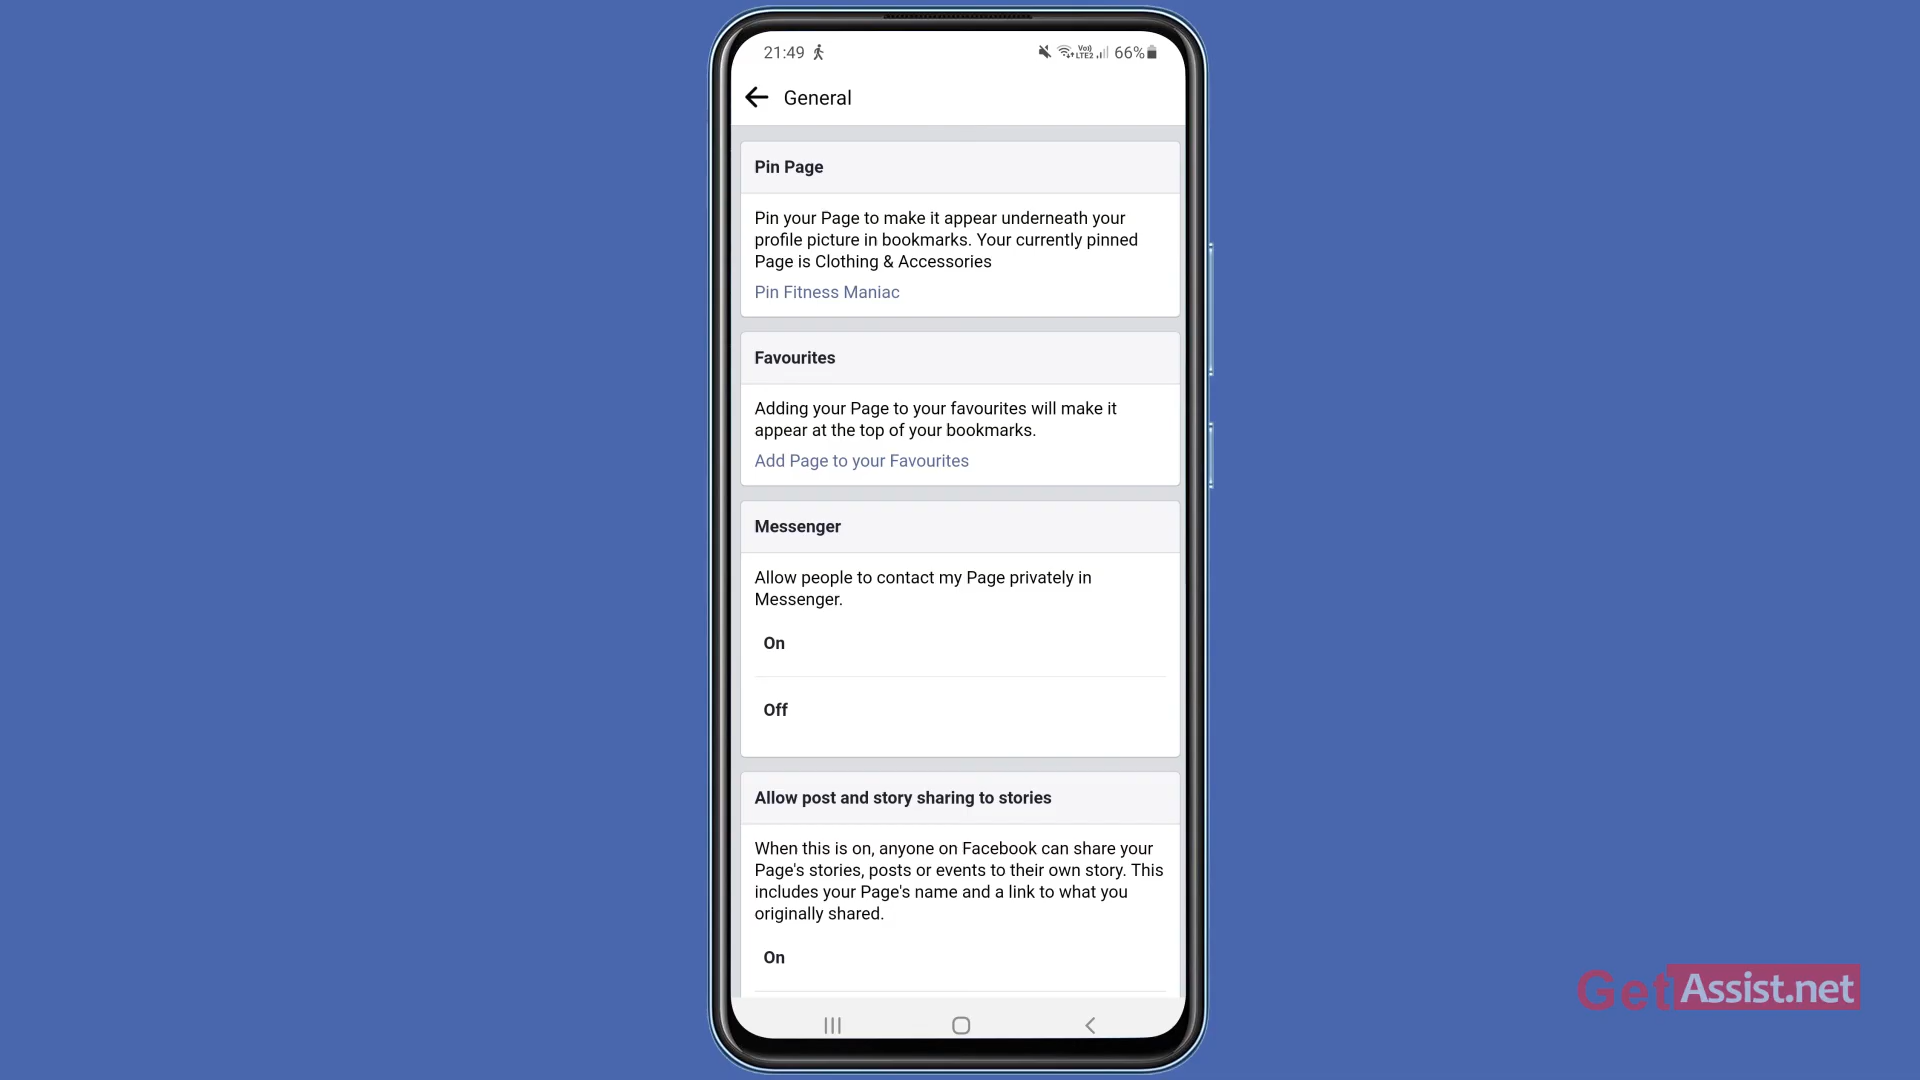 21:49
Vo) LTE2 66%
General
Pin Page
Pin your Page to make it appear underneath your
profile picture in bookmarks. Your currently pinned
Page is Clothing & Accessories
Pin Fitness Maniac
Favourites
Adding your Page to your favourites will make it
appear at the top of your bookmarks.
Add Page to your Favourites
Messenger
Allow people to contact my Page privately in
Messenger.
On
Off
Allow post and story sharing to stories
When this is on, anyone on Facebook can share your
Page's stories, posts or events to their own story. This
includes your Page's name and a link to what you
originally shared.
On
GetAssist.net